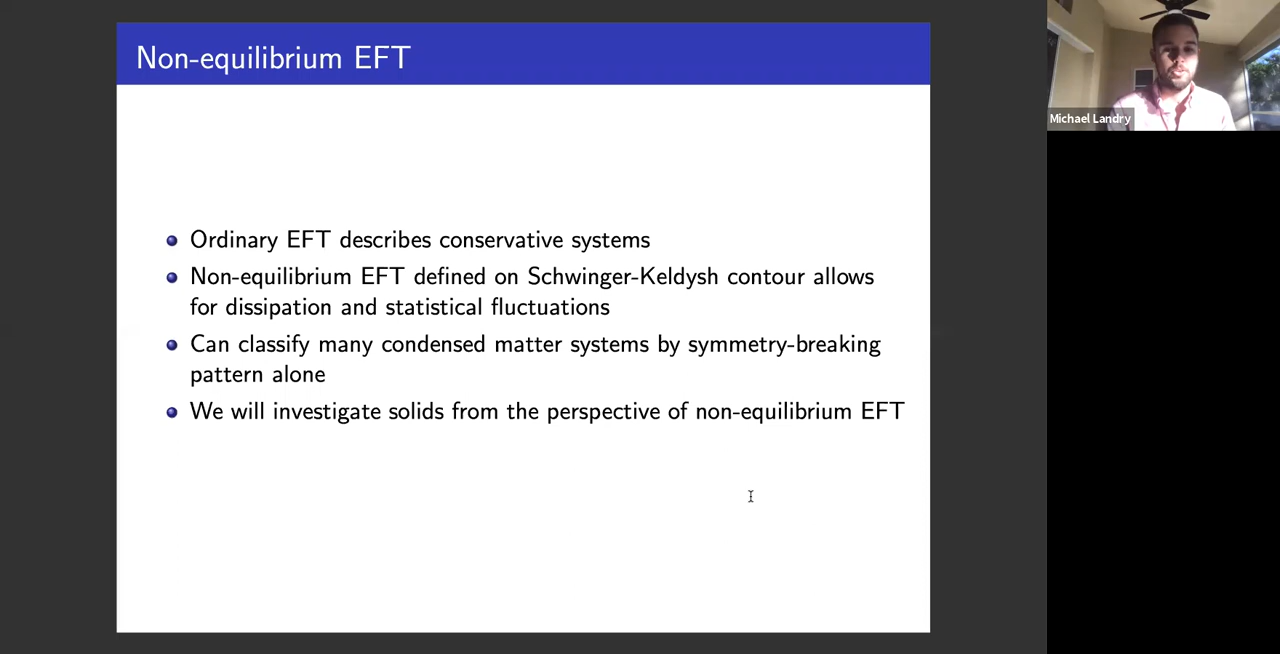 Non-equilibrium EFT
Ordinary EFT describes conservative systems
Non-equilibrium EFT defined on Schwinger-Keldysh contour allows
for dissipation and statistical fluctuations
Can classify many condensed matter systems by symmetry-breaking
pattern alone
We will investigate solids from the perspective of non-equilibrium EFT
Michael Landry